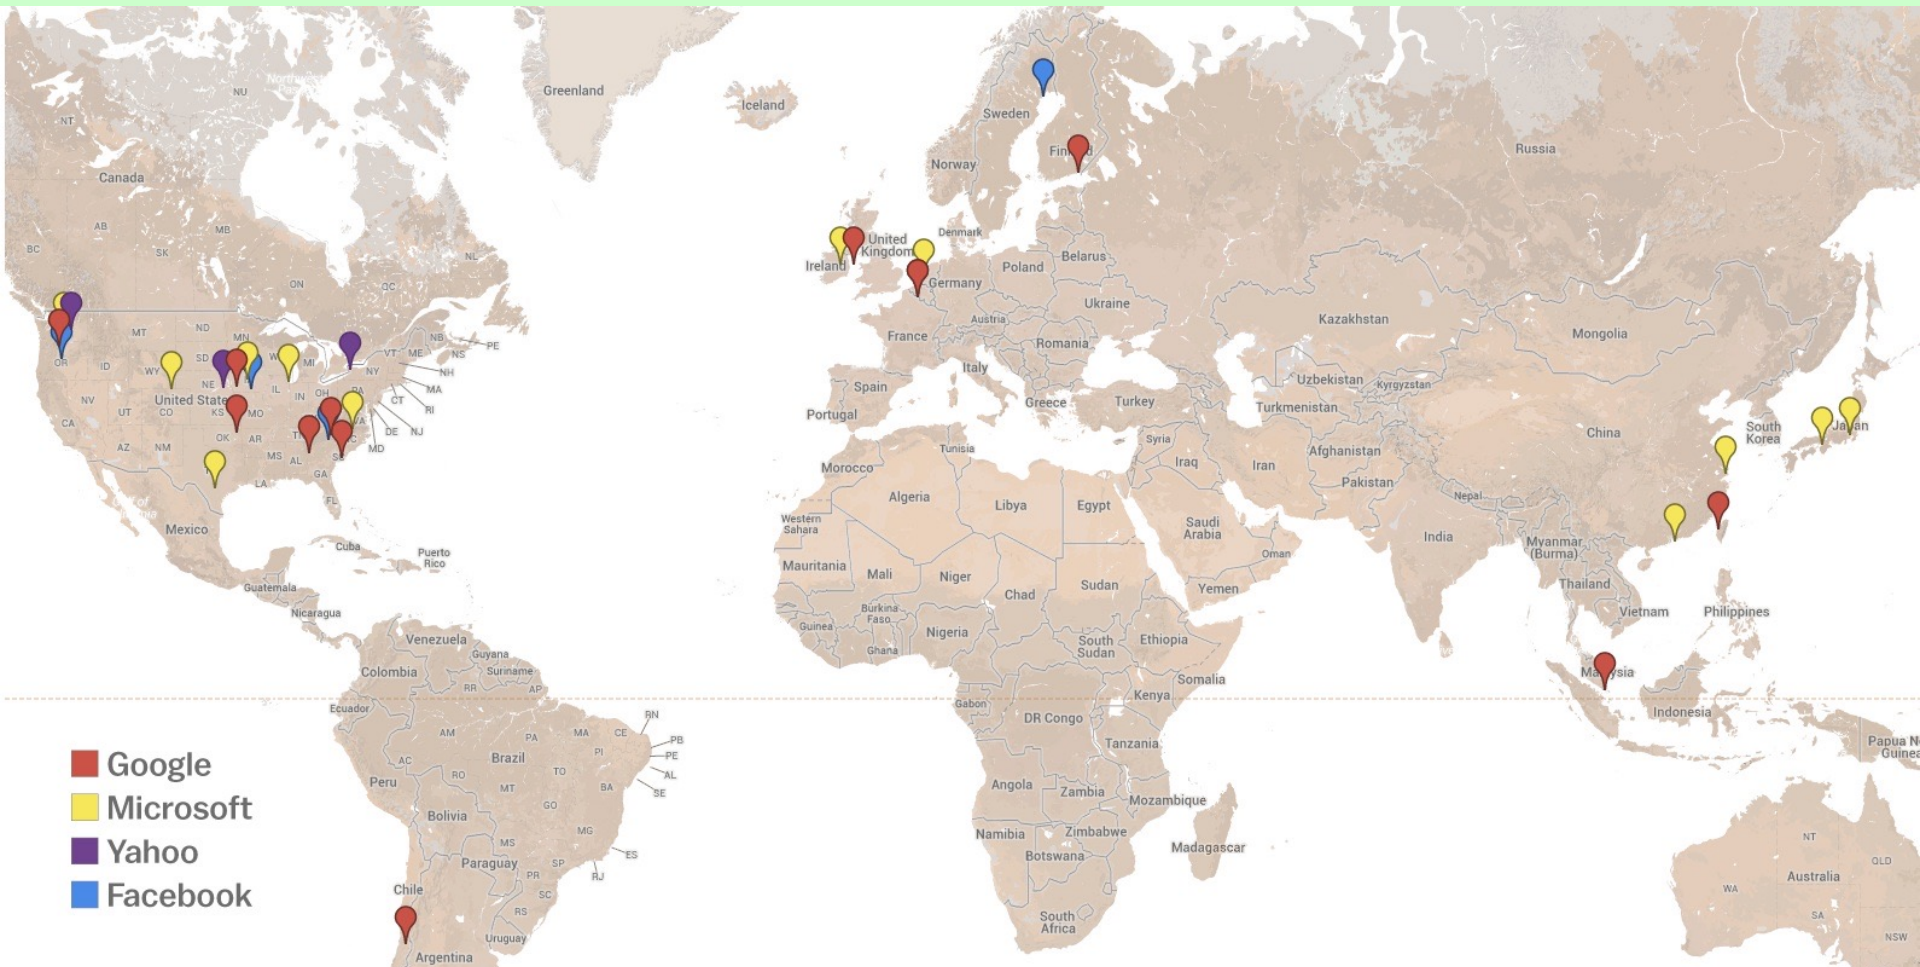 Greenland
NU
Iceland
NT
Sweden
Norway
Russia
Canada
AB
MB
SK
BC
NL
ON
QC
United
Kingdom
Ireland
Denmark
Belarus
Poland
Germany
Ukraine
Austria
France
Romania
Kazakhstan
Mongolia
MT
ND
MN
NB
PE
NS
VT
ME
NH
OR
ID
WY
SD
MI
NY
MA
NE
IL
IN
OH
PA
CT
RI
NV
UT
CO
KS
MO
NJ
DE
MD
CA
AZ
NM
OK
AR
MS
AL
GA
LA
FL
Italy
Spain
Portugal
Greece
Turkey
Uzbekistan
Kyrgyzstan
Turkmenistan
Syria
Iraq
Iran
Afghanistan
Pakistan
China
South
Korea
Japan
Tunisia
Morocco
Algeria
Libya
Egypt
Western
Sahara
Saudi
Arabia
Nepal
India
Myanmar
(Burma)
Oman
Mexico
Cuba
Puerto
Rico
Guatemala
Nicaragua
Mauritania
Mali
Niger
Chad
Sudan
Yemen
Thailand
Vietnam
Philippines
Burkina
Faso
Guinea
Ghana
Nigeria
South
Sudan
Ethiopia
Somalia
Venezuela
Guyana
Suriname
Colombia
RR
AP
Ecuador
Gabon
DR Congo
Kenya
Tanzania
Indonesia
Papua
RN
PB
PE
AL
SE
AM
PA
MA
CE
PI
AC
Brazil
TO
RO
MT
BA
GO
Peru
Bolivia
MG
MS
ES
Paraguay
SP
RJ
PR
SC
Chile
RS
Uruguay
Argentina
Angola
Zambia
Mozambique
Namibia
Zimbabwe
Botswana
Madagascar
South
Africa
NT
QLD
Australia
WA
SA
NSW
Google
Microsoft
Yahoo
Facebook